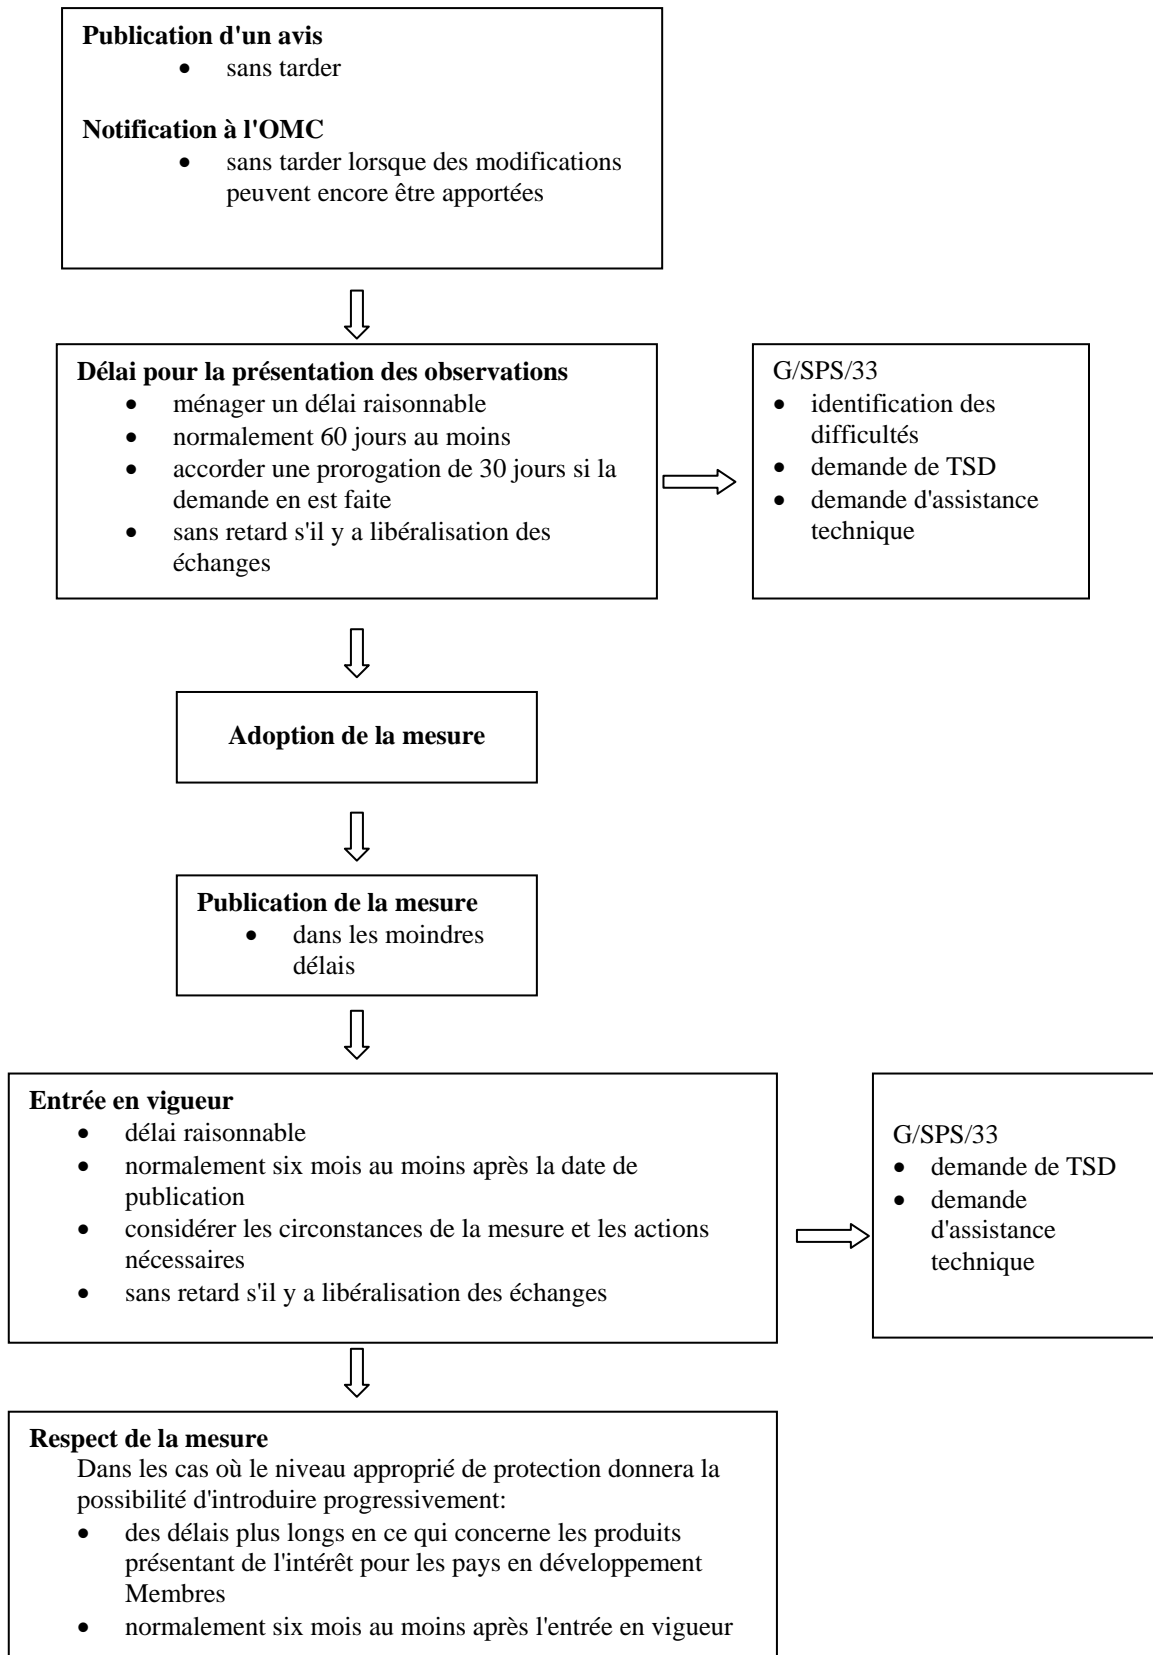 Publication d'un avis
• sans tarder
Notification à l'OMC
• sans tarder lorsque des modifications
peuvent encore être apportées
Délai pour la présentation des observations
• ménager un délai raisonnable
• normalement 60 jours au moins
• accorder une prorogation de 30 jours si la
demande en est faite
• sans retard s'il y a libéralisation des
échanges
G/SPS/33
• identification des
difficultés
• demande de TSD
• demande d'assistance
technique
Adoption de la mesure
Publication de la mesure
• dans les moindres
délais
Entrée en vigueur
• délai raisonnable
• normalement six mois au moins après la date de
publication
• considérer les circonstances de la mesure et les actions
nécessaires
• sans retard s'il y a libéralisation des échanges
G/SPS/33
• demande de TSD
• demande
d'assistance
technique
Respect de la mesure
Dans les cas où le niveau approprié de protection donnera la
possibilité d'introduire progressivement:
• des délais plus longs en ce qui concerne les produits
présentant de l'intérêt pour les pays en développement
Membres
• normalement six mois au moins après l'entrée en vigueur